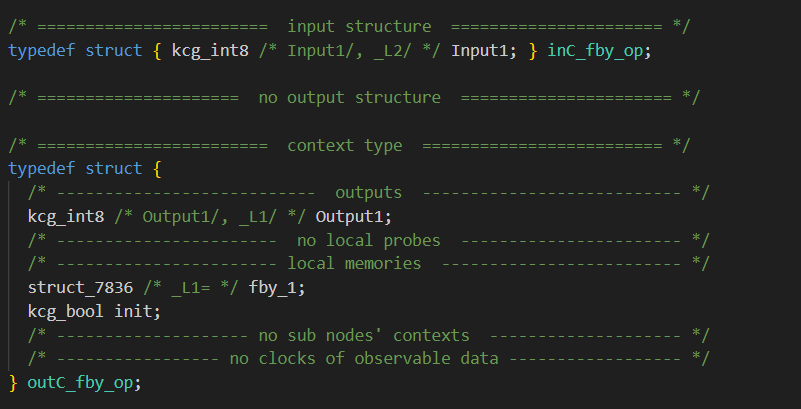 /* ======================== input structure ====================== */
typedef struct { kcg_int8 /* Input1/, _L2/ */ Input1; } inC_fby_op;
/* ===================== no output structure ====================== */
/* ======================== context type ========================= */
typedef struct {
/* --------------------------- outputs --------------------------- */
kcg_int8 /* Output1/, _L1/ */ Output1;
/* ----------------------- no local probes ----------------------- */
/* ----------------------- local memories ------------------------- */
struct_7836 /* _L1= */ fby_1;
kcg_bool init;
/* -------------------- no sub nodes' contexts -------------------- */
/* ----------------- no clocks of observable data ------------------ */
} outC_fby_op;